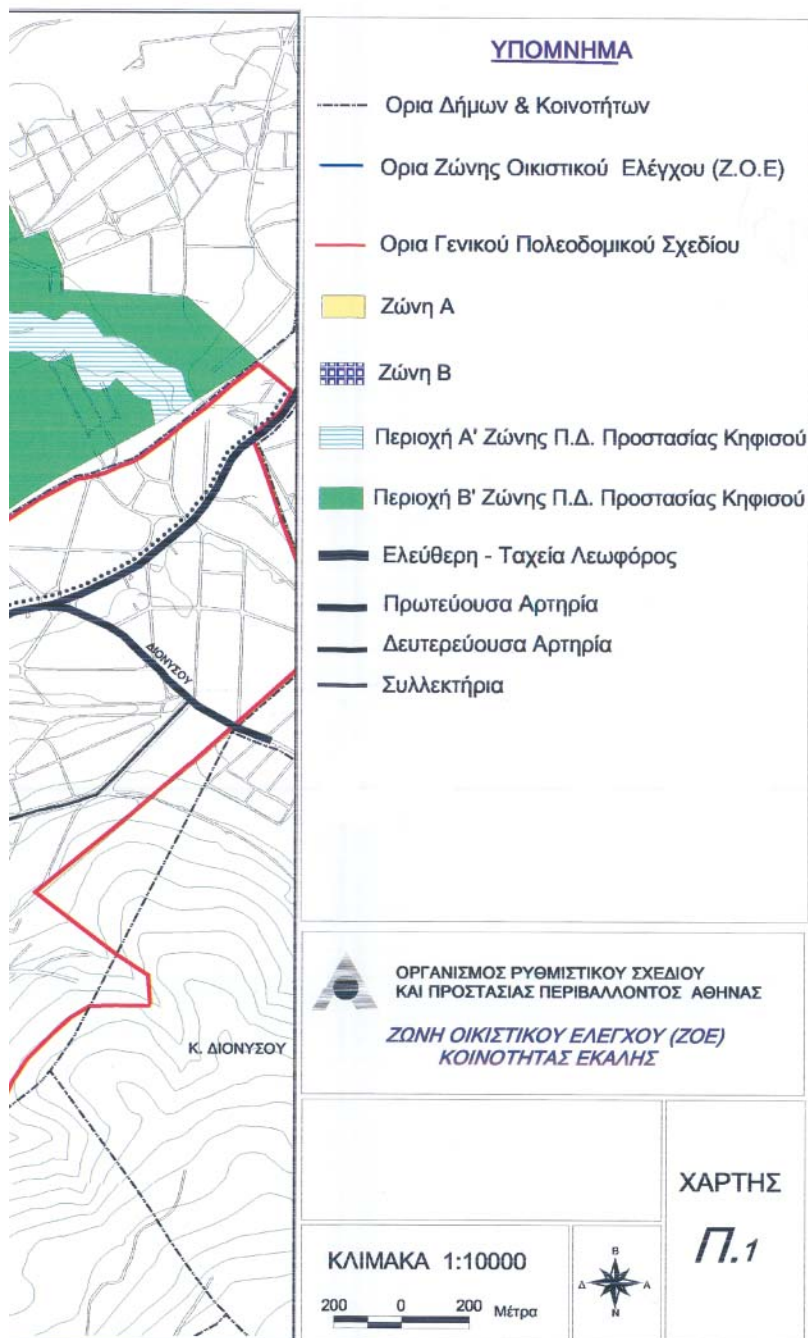 ΥΠΟΜΝΗΜΑ
Ορια Δήμων & Κοινοτήτων
Ορια Ζώνης Οικιστικού Ελέγχου (Ζ.Ο.Ε)
Ορια Γενικού Πολεοδομικού Σχεδίου
Ζώνη Α
Ζώνη Β
Περιοχή Α' Ζώνης Π.Δ. Προστασίας Κηφισού
Περιοχή Β' Ζώνης Π.Δ. Προστασίας Κηφισού
Ελεύθερη - Ταχεία Λεωφόρος
Πρωτεύουσα Αρτηρία
Δευτερεύουσα Αρτηρία
Συλλεκτήρια
ΔΙΟΝΥΣΟΥ
Κ. ΔΙΟΝΥΣΟΥ
ΟΡΓΑΝΙΣΜΟΣ ΡΥΘΜΙΣΤΙΚΟΥ ΣΧΕΔΙΟΥ
ΚΑΙ ΠΡΟΣΤΑΣΙΑΣ ΠΕΡΙΒΑΛΛΟΝΤΟΣ ΑΘΗΝΑΣ
ΖΩΝΗ ΟΙΚΙΣΤΙΚΟΥ ΕΛΕΓΧΟΥ (ΖΟΕ)
ΚΟΙΝΟΤΗΤΑΣ ΕΚΑΛΗΣ
ΧΑΡΤΗΣ
Π.1
ΚΛΙΜΑΚΑ 1:10000
200 0 200 Μέτρα
Β
Δ Α
Ν